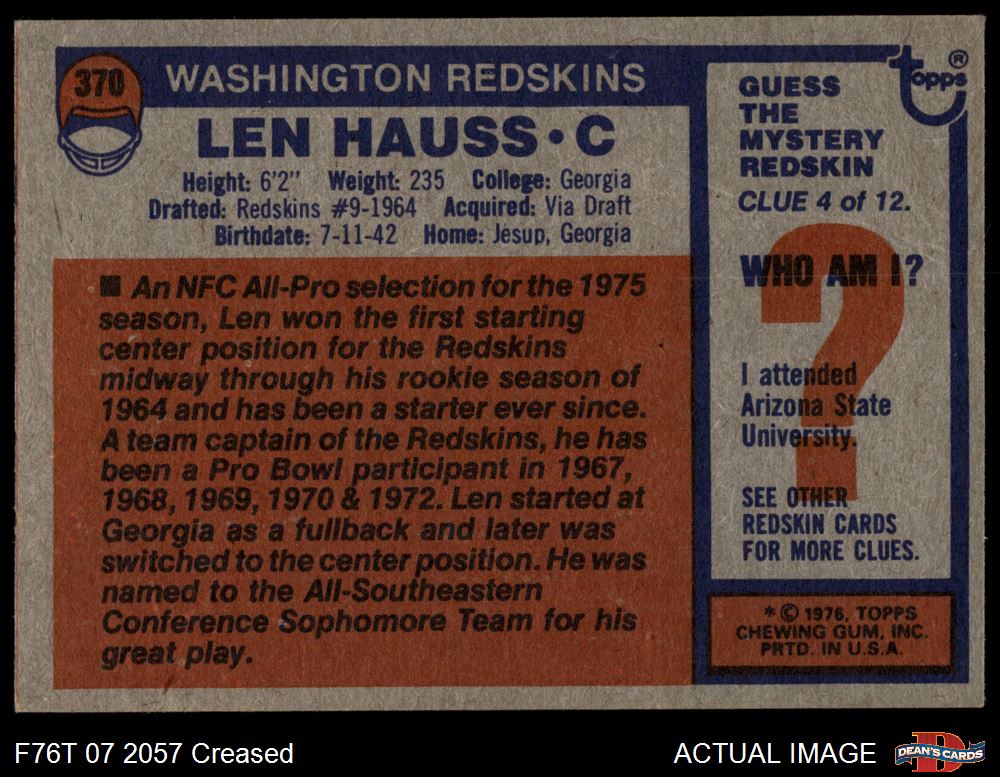 370
WASHINGTON REDSKINS
LEN HAUSS • C
Height: 6'2" Weight: 235 College: Georgia
Drafted: Redskins #9-1964 Acquired: Via Draft
Birthdate: 7-11-42 Home: Jesup, Georgia
■ An NFC All-Pro selection for the 1975
season, Len won the first starting
center position for the Redskins
midway through his rookie season of
1964 and has been a starter ever since.
A team captain of the Redskins, he has
been a Pro Bowl participant in 1967,
1968, 1969, 1970 & 1972. Len started at
Georgia as a fullback and later was
switched to the center position. He was
named to the All-Southeastern
Conference Sophomore Team for his
great play.
topps®
GUESS
THE
MYSTERY
REDSKIN
CLUE 4 of 12.
?
WHO AM I?
I attended
Arizona State
University.
SEE OTHER
REDSKIN CARDS
FOR MORE CLUES.
* © 1976, TOPPS
CHEWING GUM, INC.
PRTD. IN U.S.A.
F76T 07 2057 Creased
ACTUAL IMAGE
D
DEAN'S CARDS